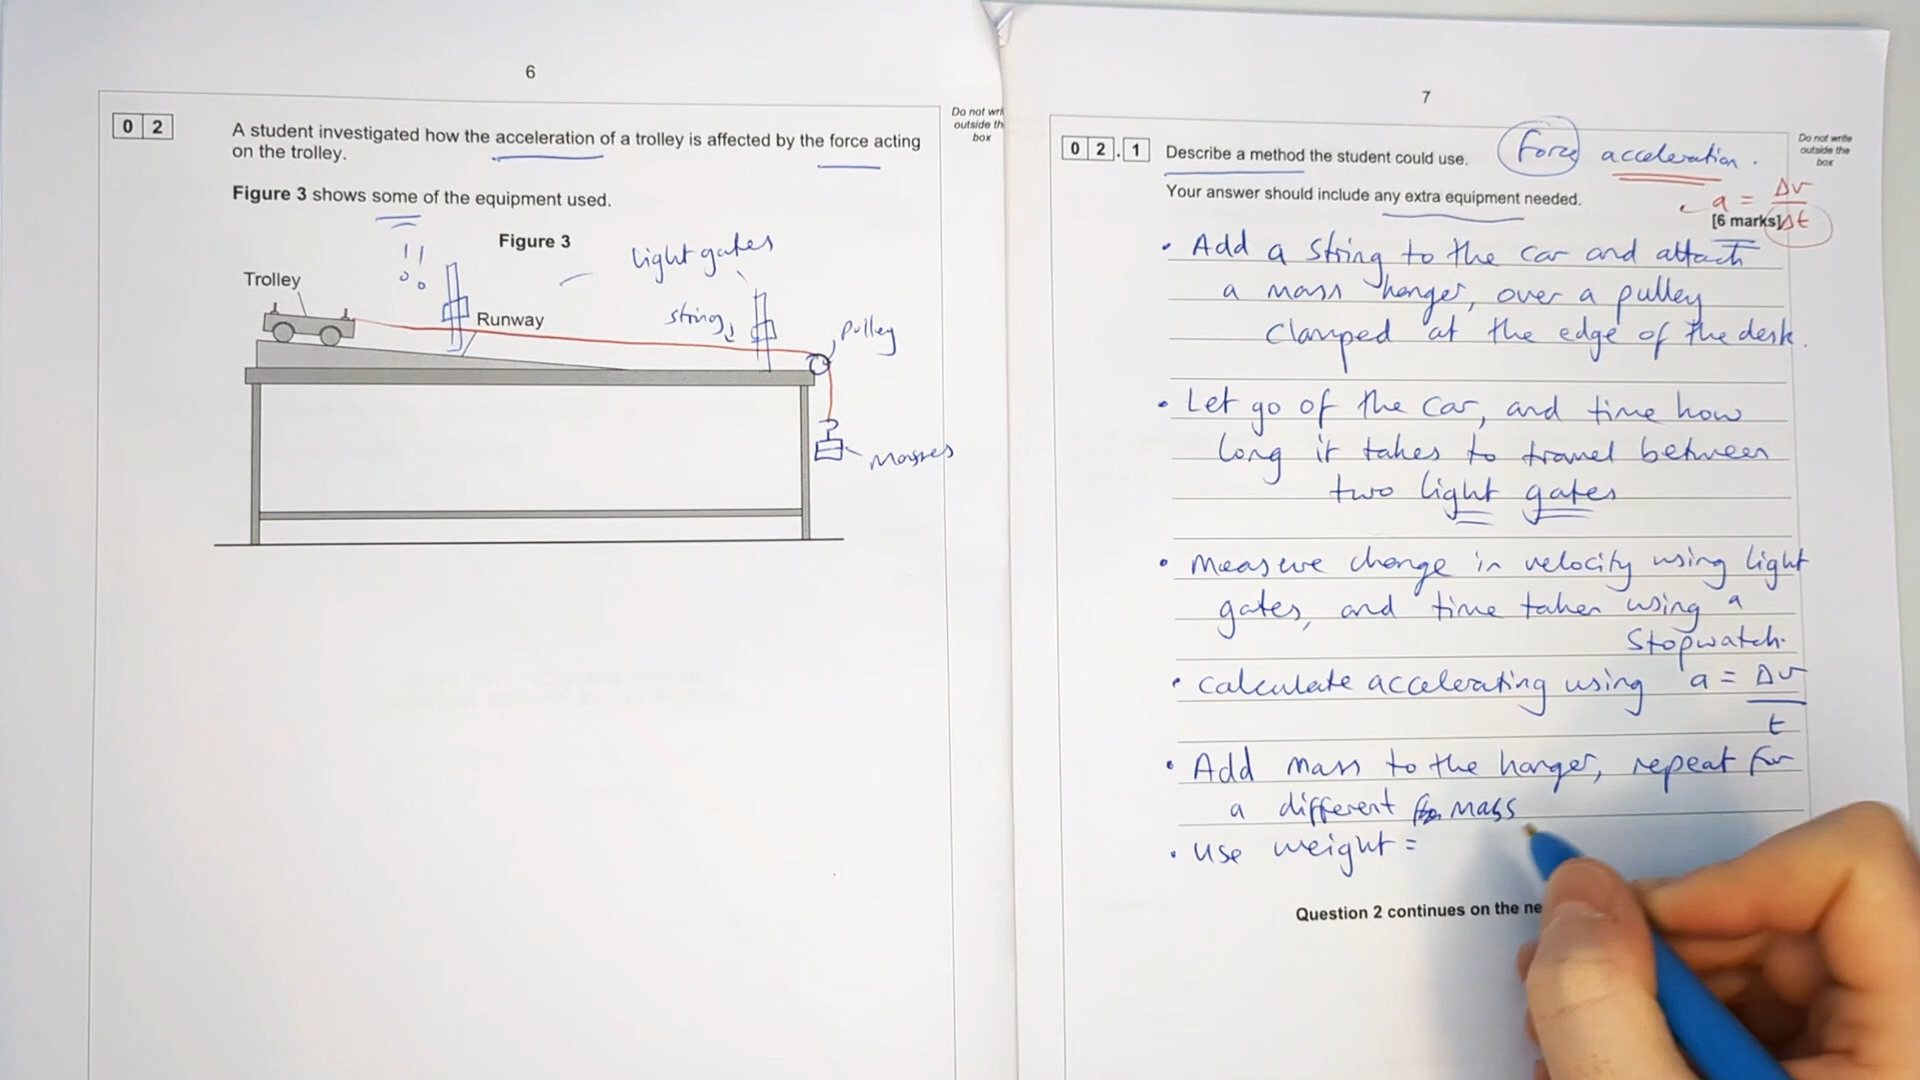 6
0 2
A student investigated how the acceleration of a trolley is affected by the force acting
on the trolley.
Figure 3 shows some of the equipment used.
Figure 3
Do not wri
outside th
box
Trolley
Runway
light gates
string
pulley
masses
7
0 2 . 1
Describe a method the student could use.
Your answer should include any extra equipment needed.
[6 marks]
Do not write
outside the
box
Force acceleration.
a = Δv
Δt
• Add a string to the car and attach
a mass hanger, over a pulley
clamped at the edge of the desk.
• Let go of the car, and time how
long it takes to travel between
two light gates
• Measure change in velocity using light
gates, and time taken using a
stopwatch.
• calculate accelerating using a = Δv
t
• Add mass to the hanger, repeat for
a different mass
• use weight =
Question 2 continues on the ne